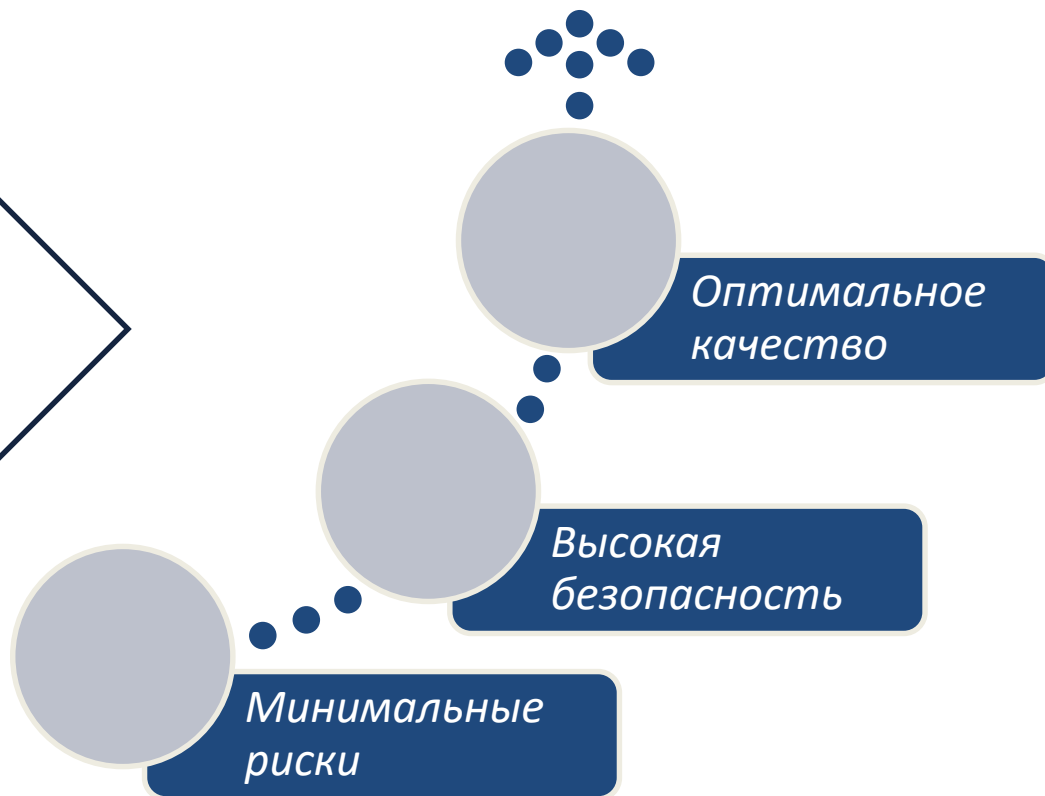 Оптимальное
качество
Высокая
безопасность
Минимальные
риски